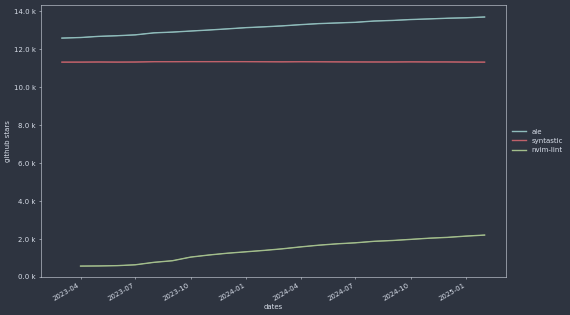 14.0 k
12.0 k
10.0 k
8.0 k
6.0 k
4.0 k
2.0 k
0.0 k
github stars
2023-04
2023-07
2023-10
2024-01
2024-04
2024-07
2024-10
2025-01
dates
ale
syntastic
nvim-lint